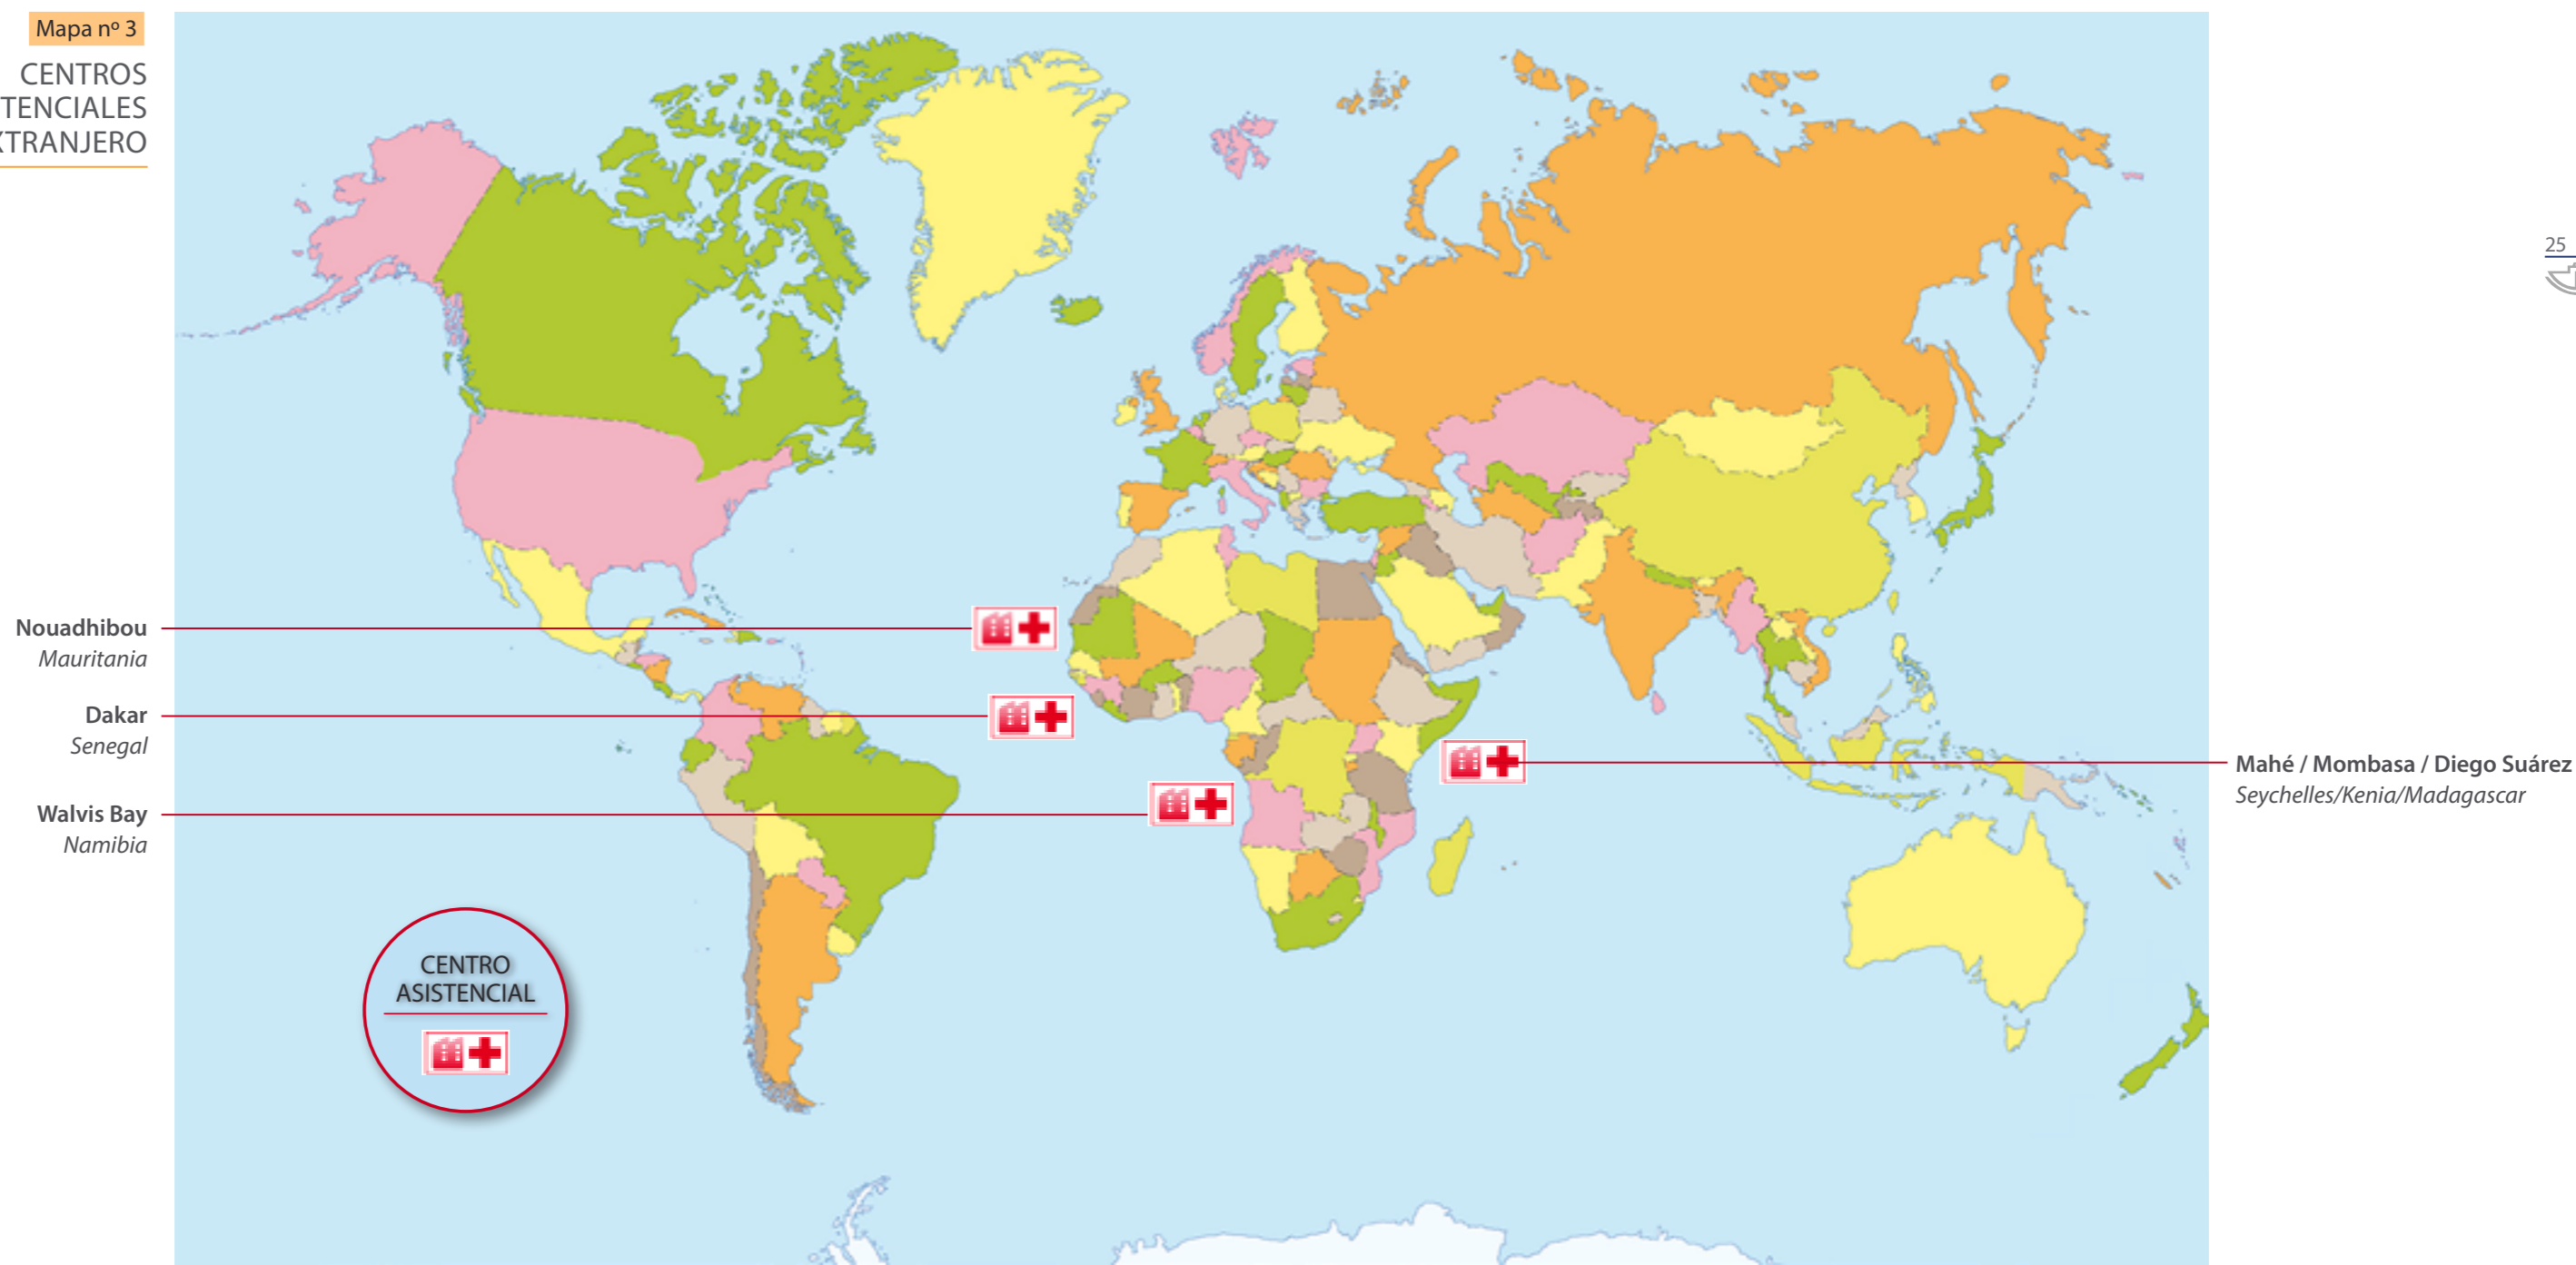 Mapa nº 3
CENTROS
TENCIALES
XTRANJERO
25
Nouadhibou
Mauritania
Dakar
Senegal
Walvis Bay
Namibia
Mahé / Mombasa / Diego Suárez
Seychelles/Kenia/Madagascar
CENTRO
ASISTENCIAL